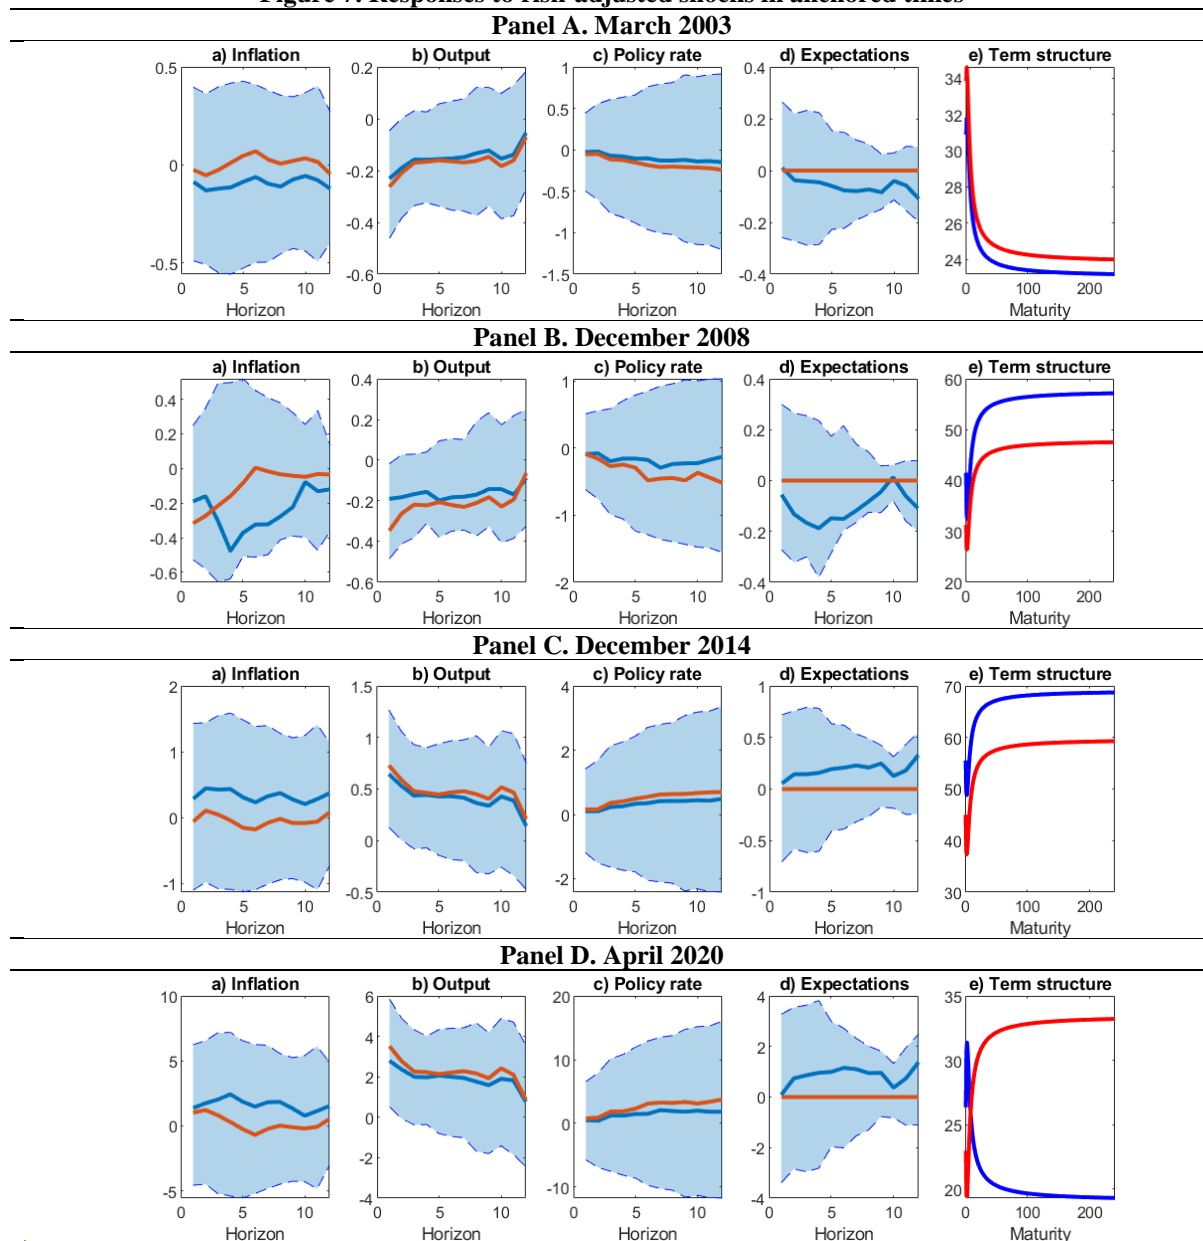 Figure 7. Responses to risk-adjusted shocks in anchored times
Panel A. March 2003
a) Inflation b) Output c) Policy rate d) Expectations e) Term structure
0.5 0 -0.5 0 5 10 Horizon
0.2 0 -0.2 -0.4 -0.6 0 5 10 Horizon
1 0.5 0 -0.5 -1 -1.5 0 5 10 Horizon
0.4 0.2 0 -0.2 -0.4 0 5 10 Horizon
34 32 30 28 26 24 0 100 200 Maturity
Panel B. December 2008
a) Inflation b) Output c) Policy rate d) Expectations e) Term structure
0.4 0.2 0 -0.2 -0.4 -0.6 0 5 10 Horizon
0.4 0.2 0 -0.2 -0.4 -0.6 0 5 10 Horizon
1 0 -1 -2 0 5 10 Horizon
0.4 0.2 0 -0.2 -0.4 0 5 10 Horizon
60 50 40 30 20 0 100 200 Maturity
Panel C. December 2014
a) Inflation b) Output c) Policy rate d) Expectations e) Term structure
2 1 0 -1 0 5 10 Horizon
1.5 1 0.5 0 -0.5 0 5 10 Horizon
4 2 0 -2 0 5 10 Horizon
1 0.5 0 -0.5 -1 0 5 10 Horizon
70 60 50 40 30 0 100 200 Maturity
Panel D. April 2020
a) Inflation b) Output c) Policy rate d) Expectations e) Term structure
10 5 0 -5 0 5 10 Horizon
6 4 2 0 -2 -4 0 5 10 Horizon
20 10 0 -10 0 5 10 Horizon
4 2 0 -2 -4 0 5 10 Horizon
35 30 25 20 0 100 200 Maturity